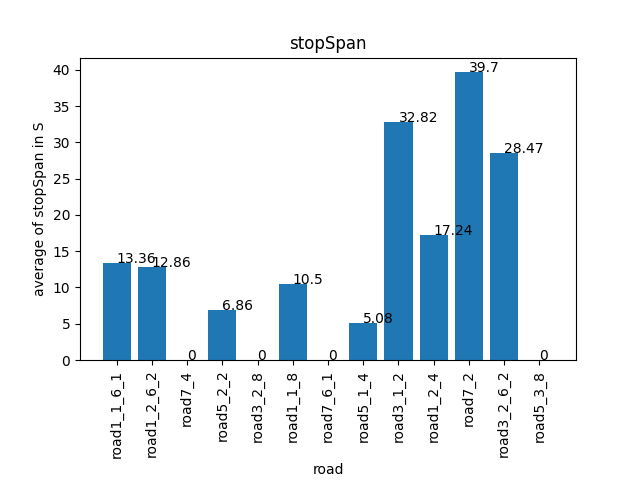 stopSpan
average of stopSpan in S
40
35
30
25
20
15
10
5
0
13.36
12.86
0
6.86
0
10.5
0
5.08
32.82
17.24
39.7
28.47
0
road1_1_6_1
road1_2_6_2
road7_4
road5_2_2
road3_2_8
road1_1_8
road7_6_1
road5_1_4
road3_1_2
road1_2_4
road7_2
road3_2_6_2
road5_3_8
road